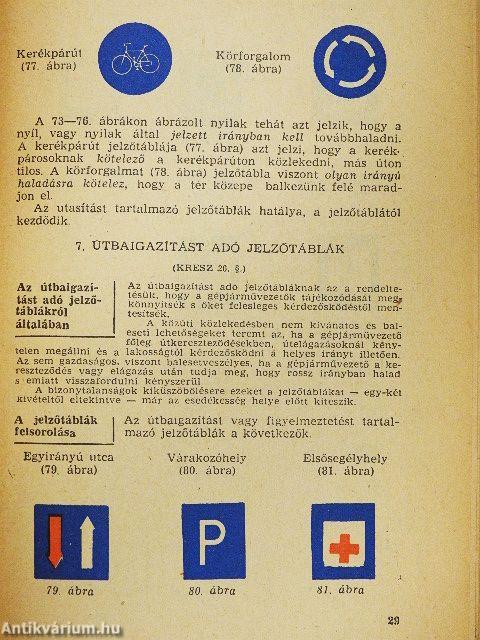 Kerékpárút
(77. ábra)
Körforgalom
(78. ábra)
A 73—76. ábrákon ábrázolt nyilak tehát azt jelzik, hogy a
nyíl, vagy nyilak által jelzett irányban kell továbbhaladni.
A kerékpárút jelzőtáblája (77. ábra) azt jelzi, hogy a kerék-
párosoknak kötelező a kerékpárúton közlekedni, más úton
tilos. A körforgalmat (78. ábra) jelzőtábla viszont olyan irányú
haladásra kötelez, hogy a tér közepe balkezünk felé marad-
jon el.
Az utasítást tartalmazó jelzőtáblák hatálya, a jelzőtáblától
kezdődik.
7. ÚTBAIGAZÍTÁST ADÓ JELZŐTÁBLÁK
(KRESZ 26. §.)
Az útbaigazí-
tást adó jelző-
táblákról
általában
Az útbaigazítást adó jelzőtábláknak az a rendelte-
tésük, hogy a gépjárművezetők tájékozódását meg-
könnyítsék s őket felesleges kérdezősködéstől men-
tesítsék.
A közúti közlekedésben nem kívánatos és bal-
eseti lehetőségeket teremt az, ha a gépjárművezető
főleg útkereszteződésekben, útelágazásoknál kény-
telen megállni és a lakosságtól kérdezősködni a helyes irányt illetően.
Az sem gazdaságos, viszont balesetveszélyes, ha a gépjárművezető a ke-
reszteződés vagy elágazás után tudja meg, hogy rossz irányban halad
s emiatt visszafordulni kényszerül.
A bizonytalanságok kiküszöbölésére ezeket a jelzőtáblákat — egy-két
kivételtől eltekintve — már az esedékesség helye előtt kiteszik.
A jelzőtáblák
felsorolása
Az útbaigazítást vagy figyelmeztetést tartal-
mazó jelzőtáblák a következők.
Egyirányú utca
(79. ábra)
Várakozóhely
(80. ábra)
Elsősegélyhely
(81. ábra)
P
79. ábra
80. ábra
81. ábra
29
Antikvárium.hu